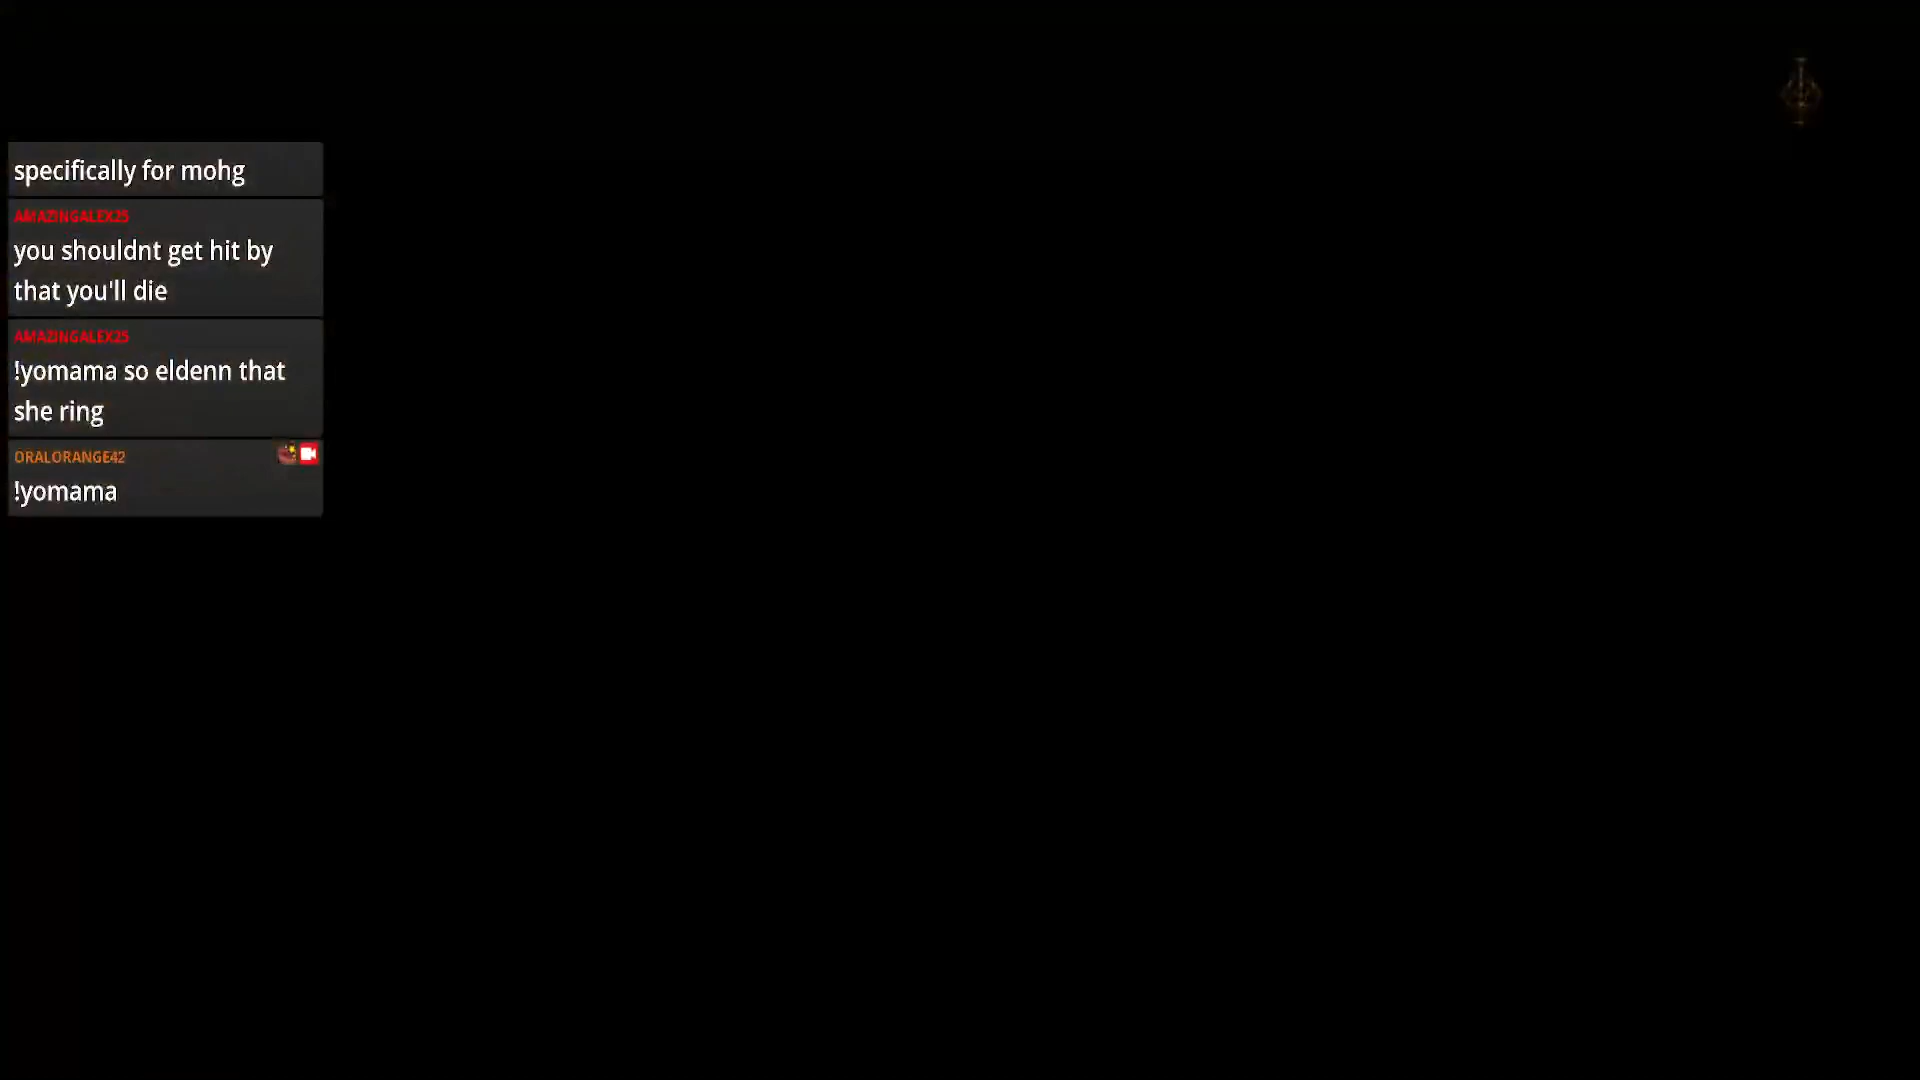 specifically for mohg
AMAZINGALEX25
you shouldnt get hit by
that you'll die
AMAZINGALEX25
!yomama so eldenn that
she ring
ORALORANGE42
!yomama